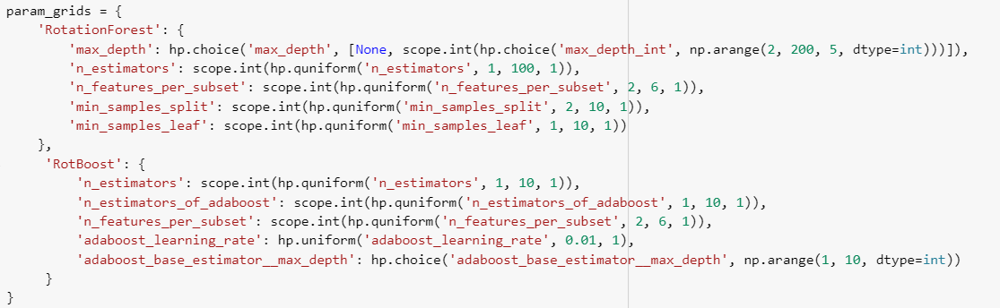 param_grids = {
    'RotationForest': {
        'max_depth': hp.choice('max_depth', [None, scope.int(hp.choice('max_depth_int', np.arange(2, 200, 5, dtype=int)))]),
        'n_estimators': scope.int(hp.quniform('n_estimators', 1, 100, 1)),
        'n_features_per_subset': scope.int(hp.quniform('n_features_per_subset', 2, 6, 1)),
        'min_samples_split': scope.int(hp.quniform('min_samples_split', 2, 10, 1)),
        'min_samples_leaf': scope.int(hp.quniform('min_samples_leaf', 1, 10, 1))
    },
     'RotBoost': {
         'n_estimators': scope.int(hp.quniform('n_estimators', 1, 10, 1)),
         'n_estimators_of_adaboost': scope.int(hp.quniform('n_estimators_of_adaboost', 1, 10, 1)),
         'n_features_per_subset': scope.int(hp.quniform('n_features_per_subset', 2, 6, 1)),
         'adaboost_learning_rate': hp.uniform('adaboost_learning_rate', 0.01, 1),
         'adaboost_base_estimator__max_depth': hp.choice('adaboost_base_estimator__max_depth', np.arange(1, 10, dtype=int))
     }
}